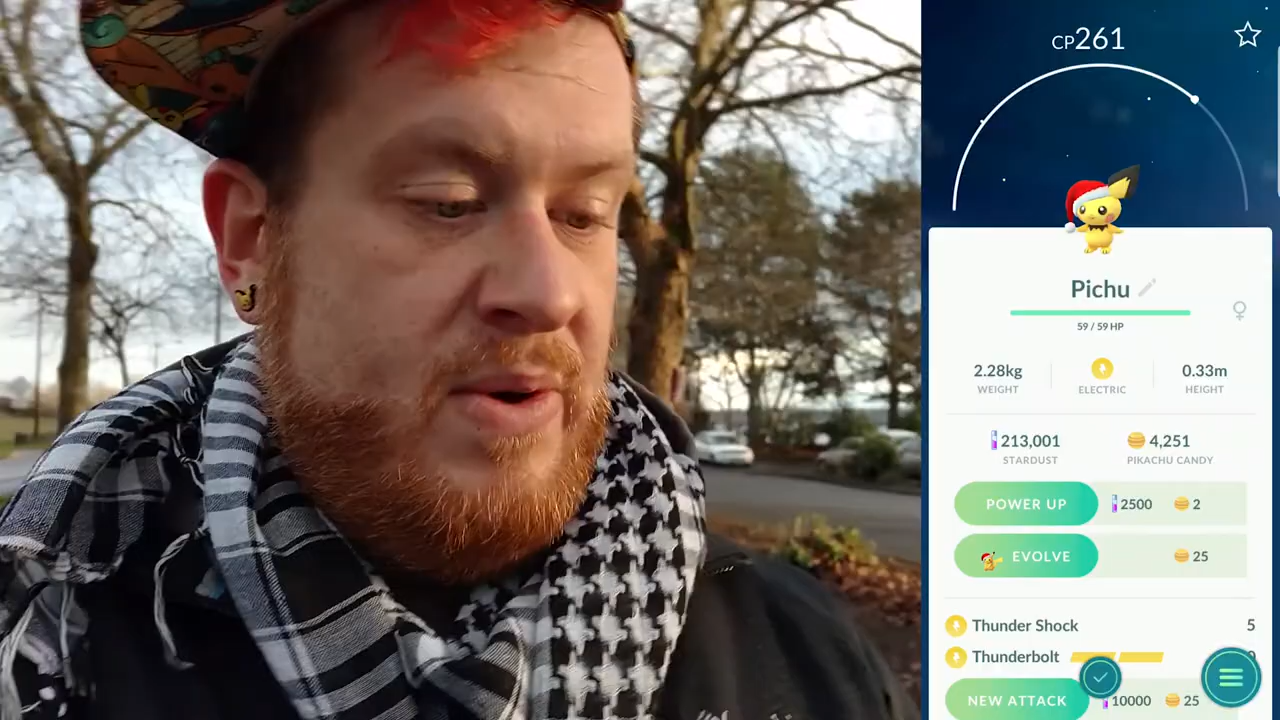 CP261
Pichu
59 / 59 HP
2.28kg
WEIGHT
ELECTRIC
0.33m
HEIGHT
213,001
STARDUST
4,251
PIKACHU CANDY
POWER UP 2500 2
EVOLVE 25
Thunder Shock 5
Thunderbolt
NEW ATTACK 10000 25